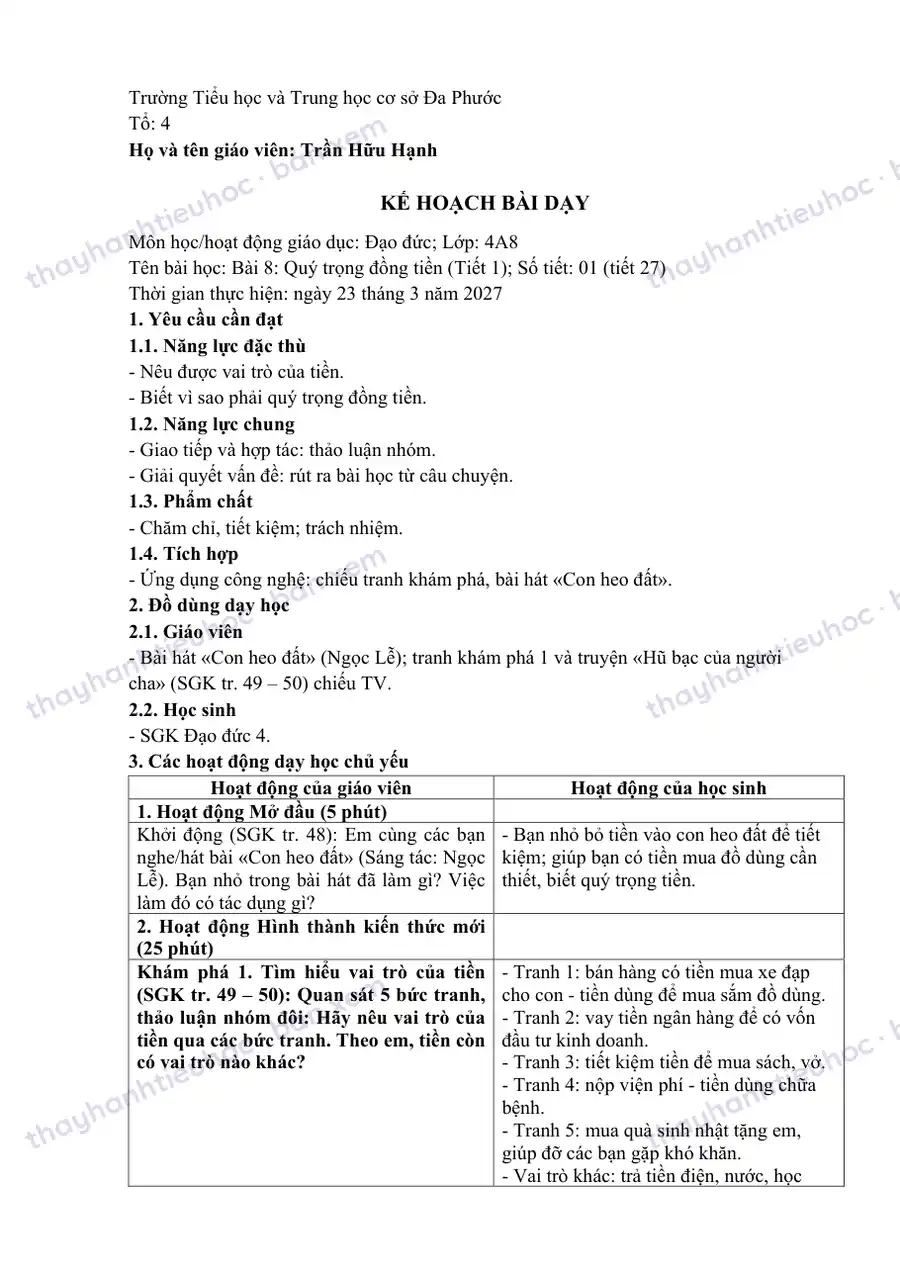 Trường Tiểu học và Trung học cơ sở Đa Phước
Tổ: 4
Họ và tên giáo viên: Trần Hữu Hạnh
KẾ HOẠCH BÀI DẠY
Môn học/hoạt động giáo dục: Đạo đức; Lớp: 4A8
Tên bài học: Bài 8: Quý trọng đồng tiền (Tiết 1); Số tiết: 01 (tiết 27)
Thời gian thực hiện: ngày 23 tháng 3 năm 2027
1. Yêu cầu cần đạt
1.1. Năng lực đặc thù
- Nêu được vai trò của tiền.
- Biết vì sao phải quý trọng đồng tiền.
1.2. Năng lực chung
- Giao tiếp và hợp tác: thảo luận nhóm.
- Giải quyết vấn đề: rút ra bài học từ câu chuyện.
1.3. Phẩm chất
- Chăm chỉ, tiết kiệm; trách nhiệm.
1.4. Tích hợp
- Ứng dụng công nghệ: chiếu tranh khám phá, bài hát «Con heo đất».
2. Đồ dùng dạy học
2.1. Giáo viên
- Bài hát «Con heo đất» (Ngọc Lễ); tranh khám phá 1 và truyện «Hũ bạc của người
cha» (SGK tr. 49 – 50) chiếu TV.
2.2. Học sinh
- SGK Đạo đức 4.
3. Các hoạt động dạy học chủ yếu
Hoạt động của giáo viên
Hoạt động của học sinh
1. Hoạt động Mở đầu (5 phút)
Khởi động (SGK tr. 48): Em cùng các bạn
nghe/hát bài «Con heo đất» (Sáng tác: Ngọc
Lễ). Bạn nhỏ trong bài hát đã làm gì? Việc
làm đó có tác dụng gì?
- Bạn nhỏ bỏ tiền vào con heo đất để tiết
kiệm; giúp bạn có tiền mua đồ dùng cần
thiết, biết quý trọng tiền.
2. Hoạt động Hình thành kiến thức mới
(25 phút)
Khám phá 1. Tìm hiểu vai trò của tiền
(SGK tr. 49 – 50): Quan sát 5 bức tranh,
thảo luận nhóm đôi: Hãy nêu vai trò của
tiền qua các bức tranh. Theo em, tiền còn
có vai trò nào khác?
- Tranh 1: bán hàng có tiền mua xe đạp
cho con - tiền dùng để mua sắm đồ dùng.
- Tranh 2: vay tiền ngân hàng để có vốn
đầu tư kinh doanh.
- Tranh 3: tiết kiệm tiền để mua sách, vở.
- Tranh 4: nộp viện phí - tiền dùng chữa
bệnh.
- Tranh 5: mua quà sinh nhật tặng em,
giúp đỡ các bạn gặp khó khăn.
- Vai trò khác: trả tiền điện, nước, học
thayhanhtieuhoc · bản xem
thayhanhtieuhoc · b
thayhanhtieuhoc · bản xem
thayhanhtieuhoc · b
thayhanhtieuhoc · bản xem
thayhanhtieuhoc · b